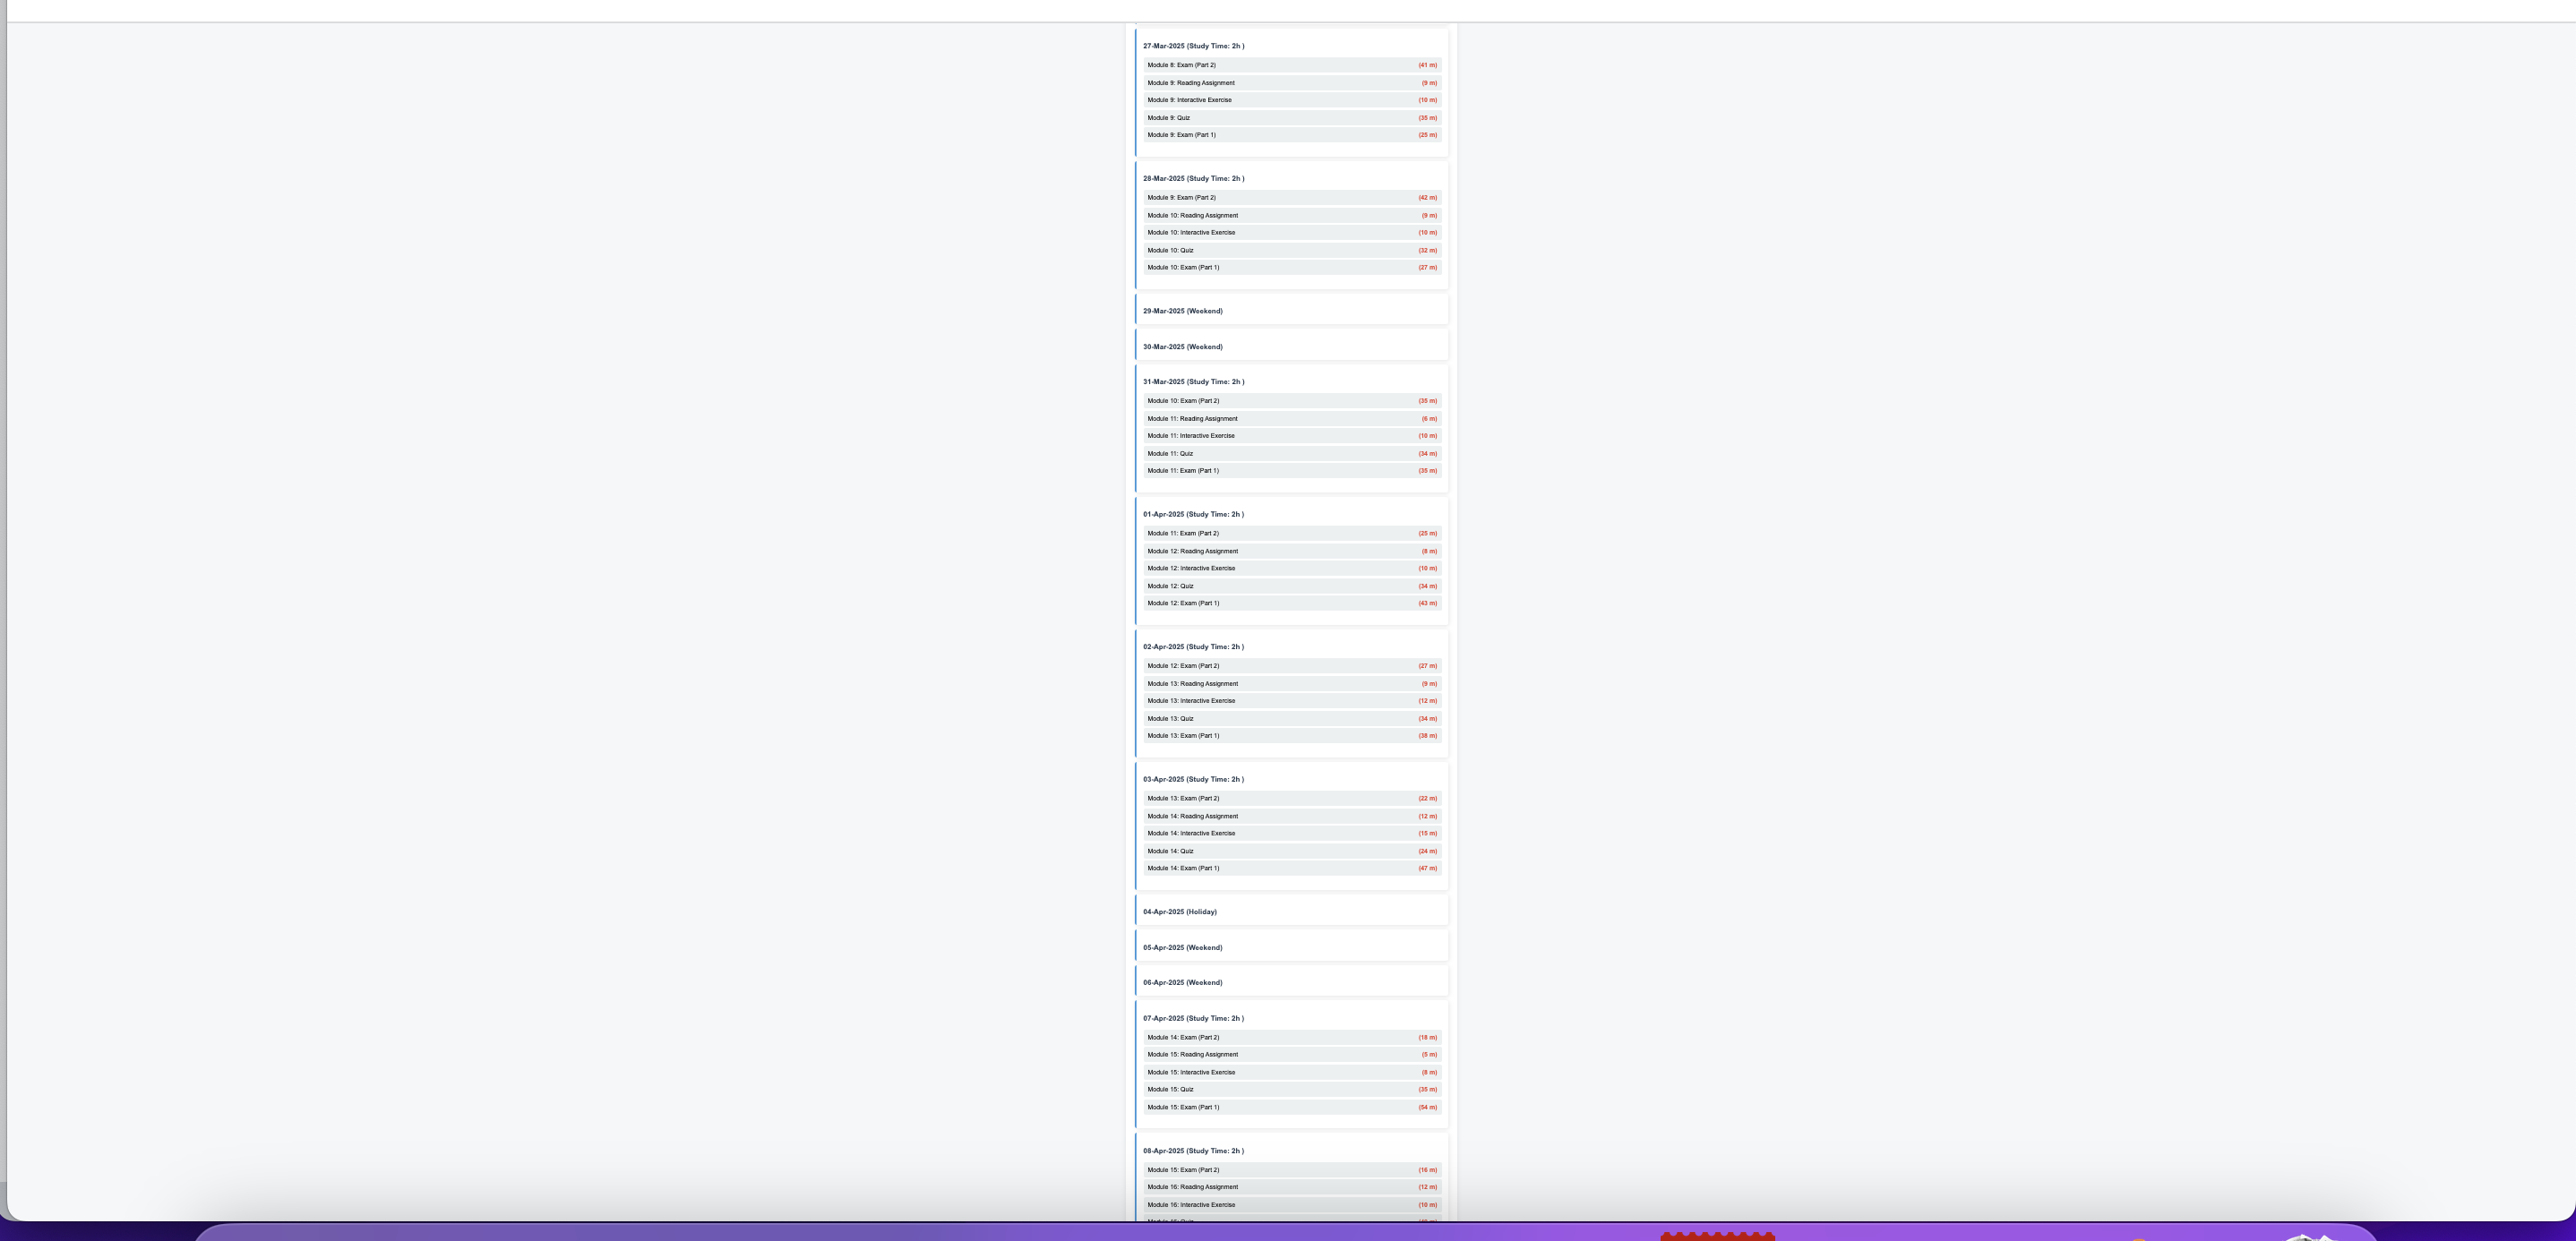 27-Mar-2025 (Study Time: 2h )
Module 8: Exam (Part 2) (41 m)
Module 9: Reading Assignment (9 m)
Module 9: Interactive Exercise (10 m)
Module 9: Quiz (35 m)
Module 9: Exam (Part 1) (25 m)
28-Mar-2025 (Study Time: 2h )
Module 9: Exam (Part 2) (42 m)
Module 10: Reading Assignment (9 m)
Module 10: Interactive Exercise (10 m)
Module 10: Quiz (32 m)
Module 10: Exam (Part 1) (27 m)
29-Mar-2025 (Weekend)
30-Mar-2025 (Weekend)
31-Mar-2025 (Study Time: 2h )
Module 10: Exam (Part 2) (35 m)
Module 11: Reading Assignment (6 m)
Module 11: Interactive Exercise (10 m)
Module 11: Quiz (34 m)
Module 11: Exam (Part 1) (35 m)
01-Apr-2025 (Study Time: 2h )
Module 11: Exam (Part 2) (25 m)
Module 12: Reading Assignment (8 m)
Module 12: Interactive Exercise (10 m)
Module 12: Quiz (34 m)
Module 12: Exam (Part 1) (43 m)
02-Apr-2025 (Study Time: 2h )
Module 12: Exam (Part 2) (27 m)
Module 13: Reading Assignment (9 m)
Module 13: Interactive Exercise (12 m)
Module 13: Quiz (34 m)
Module 13: Exam (Part 1) (38 m)
03-Apr-2025 (Study Time: 2h )
Module 13: Exam (Part 2) (22 m)
Module 14: Reading Assignment (12 m)
Module 14: Interactive Exercise (15 m)
Module 14: Quiz (24 m)
Module 14: Exam (Part 1) (47 m)
04-Apr-2025 (Holiday)
05-Apr-2025 (Weekend)
06-Apr-2025 (Weekend)
07-Apr-2025 (Study Time: 2h )
Module 14: Exam (Part 2) (18 m)
Module 15: Reading Assignment (5 m)
Module 15: Interactive Exercise (8 m)
Module 15: Quiz (35 m)
Module 15: Exam (Part 1) (54 m)
08-Apr-2025 (Study Time: 2h )
Module 15: Exam (Part 2) (16 m)
Module 16: Reading Assignment (12 m)
Module 16: Interactive Exercise (10 m)